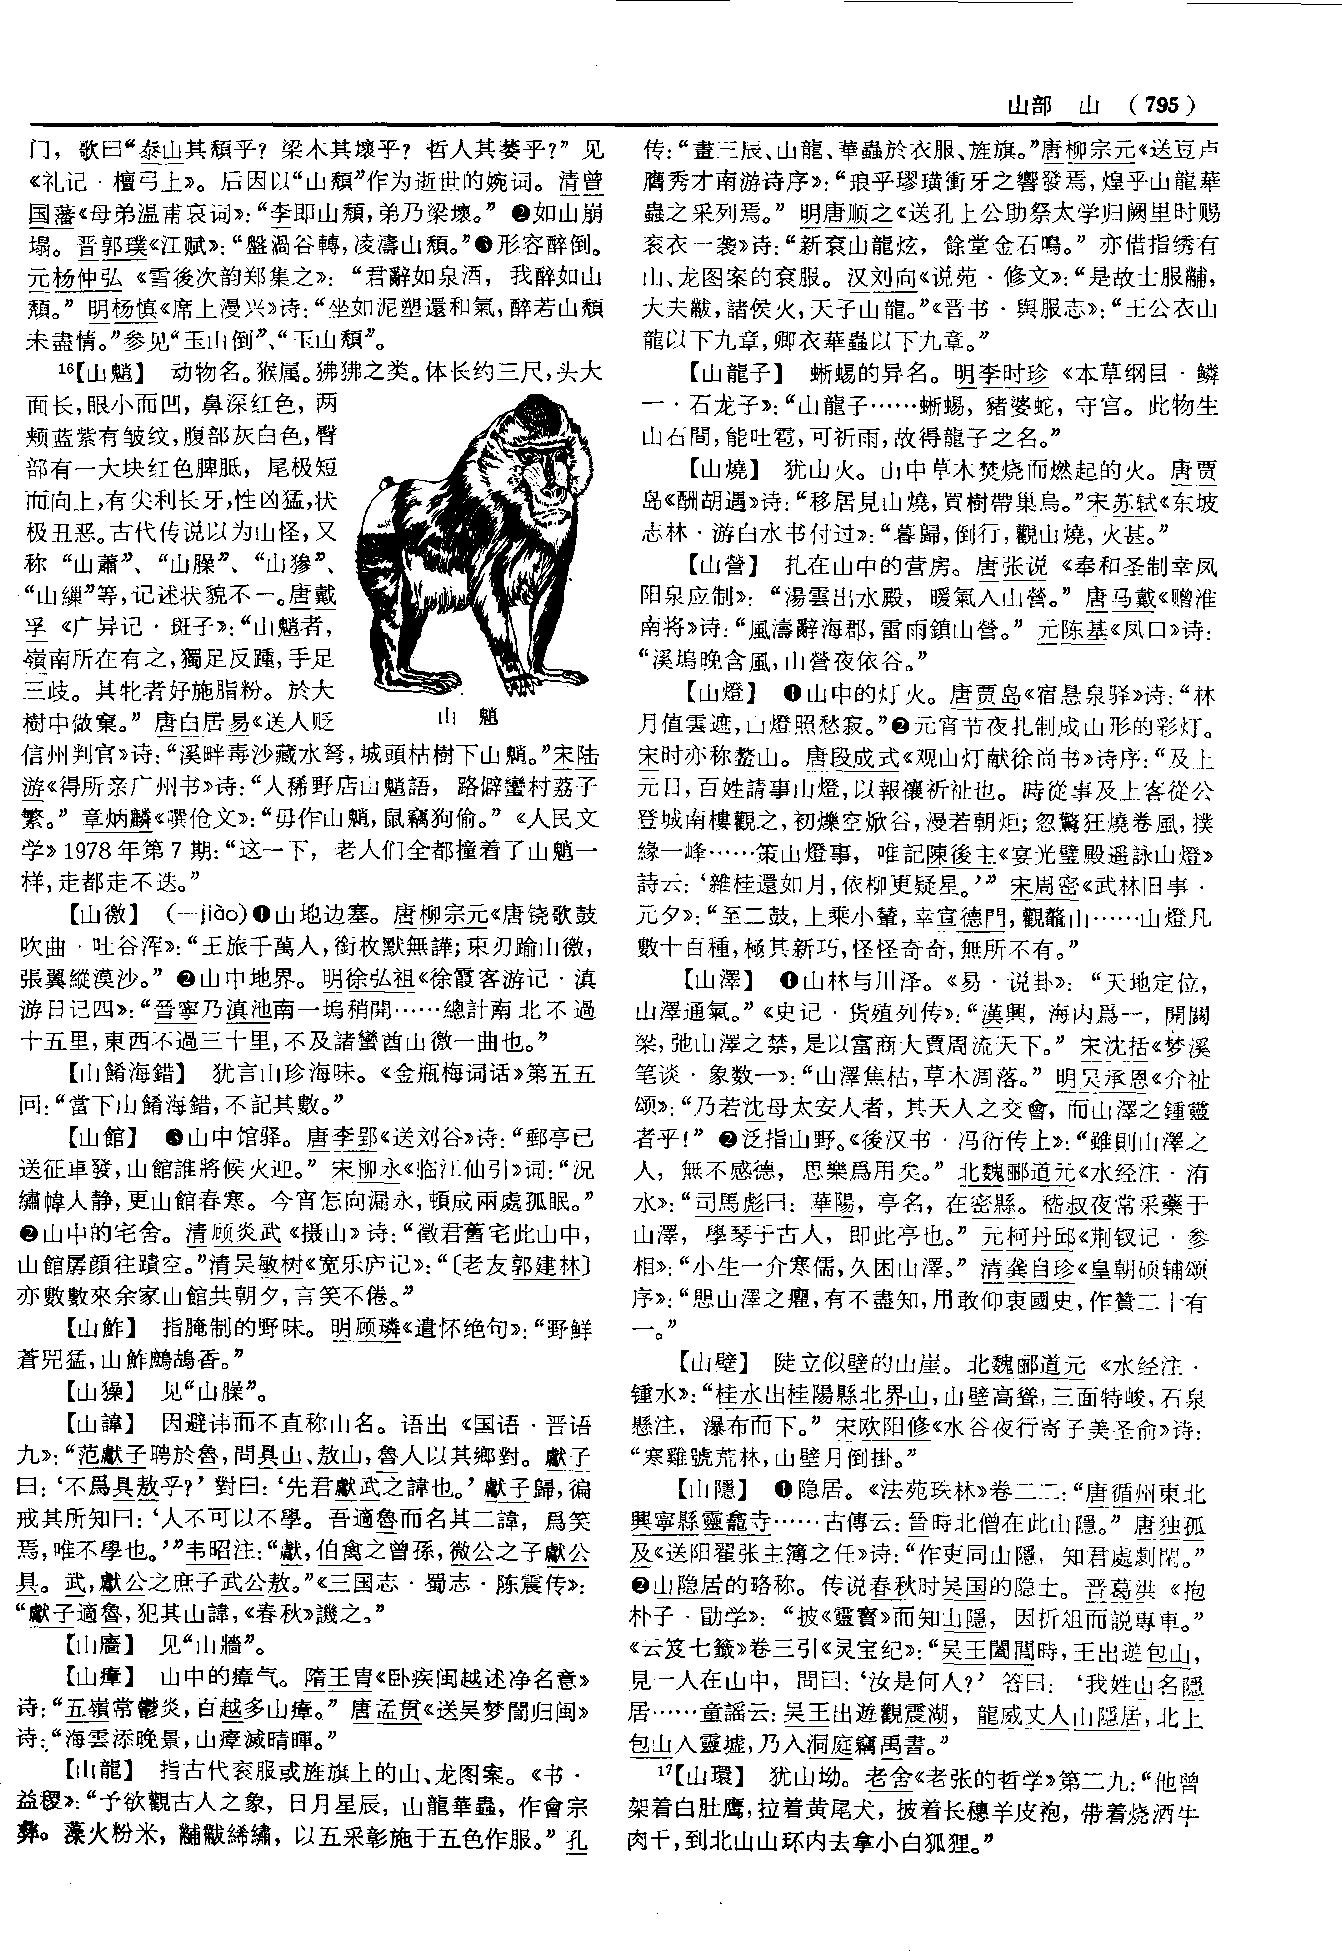 山部 山 (795)
门，歌曰“泰山其頽乎？梁木其壞乎？哲人其萎乎？”见
《礼记·檀弓上》。后因以“山頽”作为逝世的婉词。清曾
国藩《母弟温甫哀词》：“李即山頽，弟乃梁壞。”❷如山崩
塌。晋郭璞《江赋》：“盤渦谷轉，凌濤山頽。”❸形容醉倒。
元杨仲弘《雪後次韵郑集之》：“君辭如泉酒，我醉如山
頽。”明杨慎《席上漫兴》诗：“坐如泥塑還和氣，醉若山頽
未盡情。”参见“玉山倒”、“玉山頽”。
16【山魈】 动物名。猴属。狒狒之类。体长约三尺，头大
面长，眼小而凹，鼻深红色，两
颊蓝紫有皱纹，腹部灰白色，臀
部有一大块红色脾胝，尾极短
而向上，有尖利长牙，性凶猛，状
极丑恶。古代传说以为山怪，又
称“山蕭”、“山臊”、“山㺑”、
“山繅”等，记述状貌不一。唐戴
孚《广异记·斑子》：“山魈者，
嶺南所在有之，獨足反踵，手足
三歧。其牝者好施脂粉。於大
樹中做窠。”唐白居易《送人贬
信州判官》诗：“溪畔毒沙藏水弩，城頭枯樹下山魈。”宋陆
游《得所亲广州书》诗：“人稀野店山魈語，路僻蠻村荔子
繁。”章炳麟《噀伧文》：“毋作山魈，鼠竊狗偷。”《人民文
学》1978年第7期：“这一下，老人们全都撞着了山魈一
样，走都走不迭。”
山 魈
【山徼】 （—jiào）❶山地边塞。唐柳宗元《唐铙歌鼓
吹曲·吐谷浑》：“王旅千萬人，銜枚默無譁；束刃踰山徼，
張翼縱漠沙。”❷山中地界。明徐弘祖《徐霞客游记·滇
游日记四》：“晉寧乃滇池南一塢稍開……總計南北不過
十五里，東西不過三十里，不及諸蠻酋山徼一曲也。”
【山餚海錯】 犹言山珍海味。《金瓶梅词话》第五五
回：“當下山餚海錯，不記其數。”
【山館】 ❶山中馆驿。唐李郢《送刘谷》诗：“郵亭已
送征車發，山館誰將候火迎。”宋柳永《临江仙引》词：“況
繡幃人静，更山館春寒。今宵怎向漏永，頓成兩處孤眠。”
❷山中的宅舍。清顾炎武《摄山》诗：“徵君舊宅此山中，
山館孱顔往蹟空。”清吴敏树《宽乐庐记》：“〔老友郭建林〕
亦數數來余家山館共朝夕，言笑不倦。”
【山鮓】 指腌制的野味。明顾璘《遣怀绝句》：“野鮮
蒼兕猛，山鮓鷓鴣香。”
【山㺐】 见“山臊”。
【山諱】 因避讳而不直称山名。语出《国语·晋语
九》：“范獻子聘於魯，問具山、敖山，魯人以其鄉對。獻子
曰：‘不爲具敖乎？’對曰：‘先君獻武之諱也。’獻子歸，徧
戒其所知曰：‘人不可以不學。吾適魯而名其二諱，爲笑
焉，唯不學也。’”韦昭注：“獻，伯禽之曾孫，微公之子獻公
具。武，獻公之庶子武公敖。”《三国志·蜀志·陈震传》：
“獻子適魯，犯其山諱，《春秋》譏之。”
【山廧】 见“山牆”。
【山瘴】 山中的瘴气。隋王胄《卧疾闽越述净名意》
诗：“五嶺常鬱炎，百越多山瘴。”唐孟贯《送吴梦誾归闽》
诗：“海雲添晚景，山瘴滅晴暉。”
【山龍】 指古代衮服或旌旗上的山、龙图案。《书·
益稷》：“予欲觀古人之象，日月星辰，山龍華蟲，作會宗
彝。藻火粉米，黼黻絺繡，以五采彰施于五色作服。”孔
传：“畫三辰、山龍、華蟲於衣服、旌旗。”唐柳宗元《送豆卢
膺秀才南游诗序》：“琅乎璆璜衝牙之響發焉，煌乎山龍華
蟲之采列焉。”明唐顺之《送孔上公助祭太学归阙里时赐
衮衣一袭》诗：“新袞山龍炫，餘堂金石鳴。”亦借指绣有
山、龙图案的袞服。汉刘向《说苑·修文》：“是故士服黼，
大夫黻，諸侯火，天子山龍。”《晋书·舆服志》：“王公衣山
龍以下九章，卿衣華蟲以下九章。”
【山龍子】 蜥蜴的异名。明李时珍《本草纲目·鳞
一·石龙子》：“山龍子……蜥蜴，豬婆蛇，守宫。此物生
山石間，能吐雹，可祈雨，故得龍子之名。”
【山燒】 犹山火。山中草木焚烧而燃起的火。唐贾
岛《酬胡遇》诗：“移居見山燒，買樹帶巢烏。”宋苏轼《东坡
志林·游白水书付过》：“暮歸，倒行，觀山燒，火甚。”
【山營】 扎在山中的营房。唐张说《奉和圣制幸凤
阳泉应制》：“湯雲出水殿，暖氣入山營。”唐马戴《赠淮
南将》诗：“風濤辭海郡，雷雨鎮山營。”元陈基《凤口》诗：
“溪塢晚含風，山營夜依谷。”
【山燈】 ❶山中的灯火。唐贾岛《宿悬泉驿》诗：“林
月值雲遮，山燈照愁寂。”❷元宵节夜扎制成山形的彩灯。
宋时亦称鳌山。唐段成式《观山灯献徐尚书》诗序：“及上
元日，百姓請事山燈，以報禳祈祉也。時從事及上客從公
登城南樓觀之，初爍空焮谷，漫若朝炬；忽驚狂燒卷風，撲
緣一峰……策山燈事，唯記陳後主《宴光璧殿遥詠山燈》
詩云：‘雜桂還如月，依柳更疑星。’”宋周密《武林旧事·
元夕》：“至二鼓，上乘小輦，幸宣德門，觀鼇山……山燈凡
數十百種，極其新巧，怪怪奇奇，無所不有。”
【山澤】 ❶山林与川泽。《易·说卦》：“天地定位，
山澤通氣。”《史记·货殖列传》：“漢興，海内爲一，開關
梁，弛山澤之禁，是以富商大賈周流天下。”宋沈括《梦溪
笔谈·象数一》：“山澤焦枯，草木凋落。”明吴承恩《介祉
颂》：“乃若沈母太安人者，其天人之交會，而山澤之鍾靈
者乎！”❷泛指山野。《後汉书·冯衍传上》：“雖則山澤之
人，無不感德，思樂爲用矣。”北魏郦道元《水经注·洧
水》：“司馬彪曰：華陽，亭名，在密縣。嵇叔夜常采藥于
山澤，學琴于古人，即此亭也。”元柯丹邱《荆钗记·参
相》：“小生一介寒儒，久困山澤。”清龚自珍《皇朝硕辅颂
序》：“思山澤之癯，有不盡知，用敢仰衷國史，作贊二十有
一。”
【山壁】 陡立似壁的山崖。北魏郦道元《水经注·
锺水》：“桂水出桂陽縣北界山，山壁高聳，三面特峻，石泉
懸注，瀑布而下。”宋欧阳修《水谷夜行寄子美圣俞》诗：
“寒雞號荒林，山壁月倒掛。”
【山隱】 ❶隐居。《法苑珠林》卷二二：“唐循州東北
興寧縣靈龕寺……古傳云：晉時北僧在此山隱。”唐独孤
及《送阳翟张主簿之任》诗：“作吏同山隱，知君處劇閑。”
❷山隐居的略称。传说春秋时吴国的隐士。晋葛洪《抱
朴子·勖学》：“披《靈寶》而知山隱，因折俎而説專車。”
《云笈七籤》卷三引《灵宝纪》：“吴王闔閭時，王出遊包山，
見一人在山中，問曰：‘汝是何人？’答曰：‘我姓山名隱
居……童謡云：吴王出遊觀震湖，龍威丈人山隱居，北上
包山入靈墟，乃入洞庭竊禹書。”
17【山環】 犹山坳。老舍《老张的哲学》第二九：“他曾
架着白肚鹰，拉着黄尾犬，披着长穗羊皮袍，带着烧酒牛
肉干，到北山山环内去拿小白狐狸。”